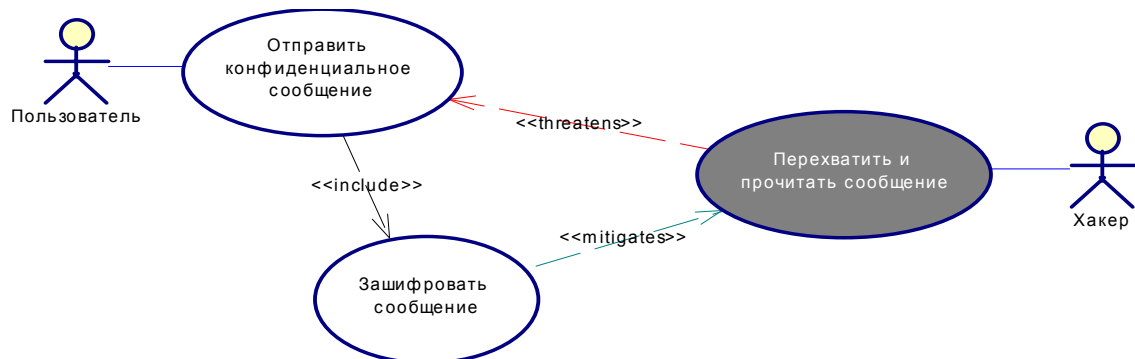 Отправить
конфиденциальное
сообщение
Пользователь
<<threatens>>
Перехватить и
прочитать сообщение
<<include>>
Хакер
<<mitigates>>
Зашифровать
сообщение